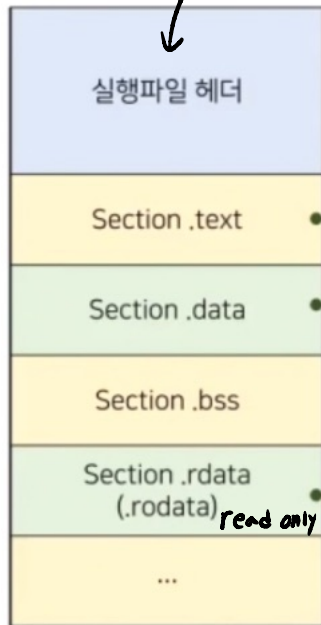 실행파일 헤더
Section .text
Section .data
Section .bss
Section .rdata
(.rodata) read only
...